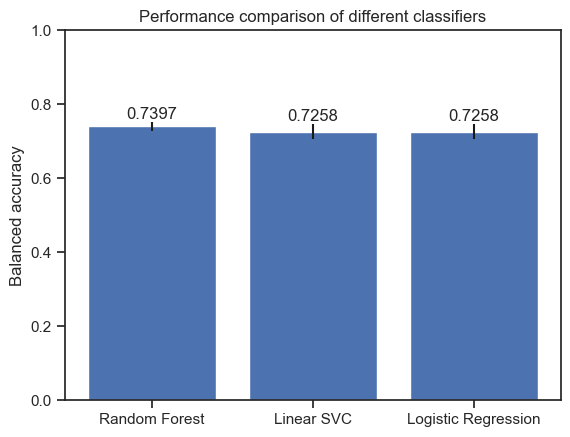 Performance comparison of different classifiers
1.0
0.8
0.6
0.4
0.2
0.0
Balanced accuracy
0.7397
0.7258
0.7258
Random Forest
Linear SVC
Logistic Regression